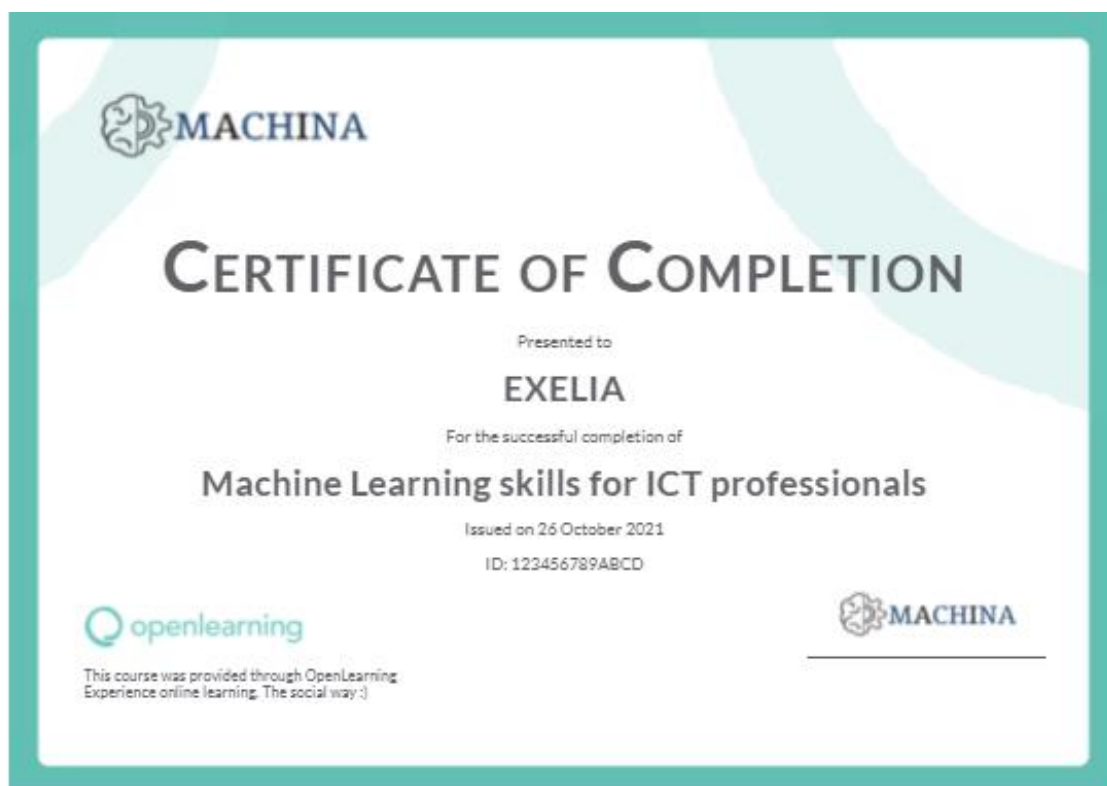 MACHINA
CERTIFICATE OF COMPLETION
Presented to
EXELIA
For the successful completion of
Machine Learning skills for ICT professionals
Issued on 26 October 2021
ID: 123456789ABCD
openlearning
MACHINA
This course was provided through OpenLearning
Experience online learning. The social way :)